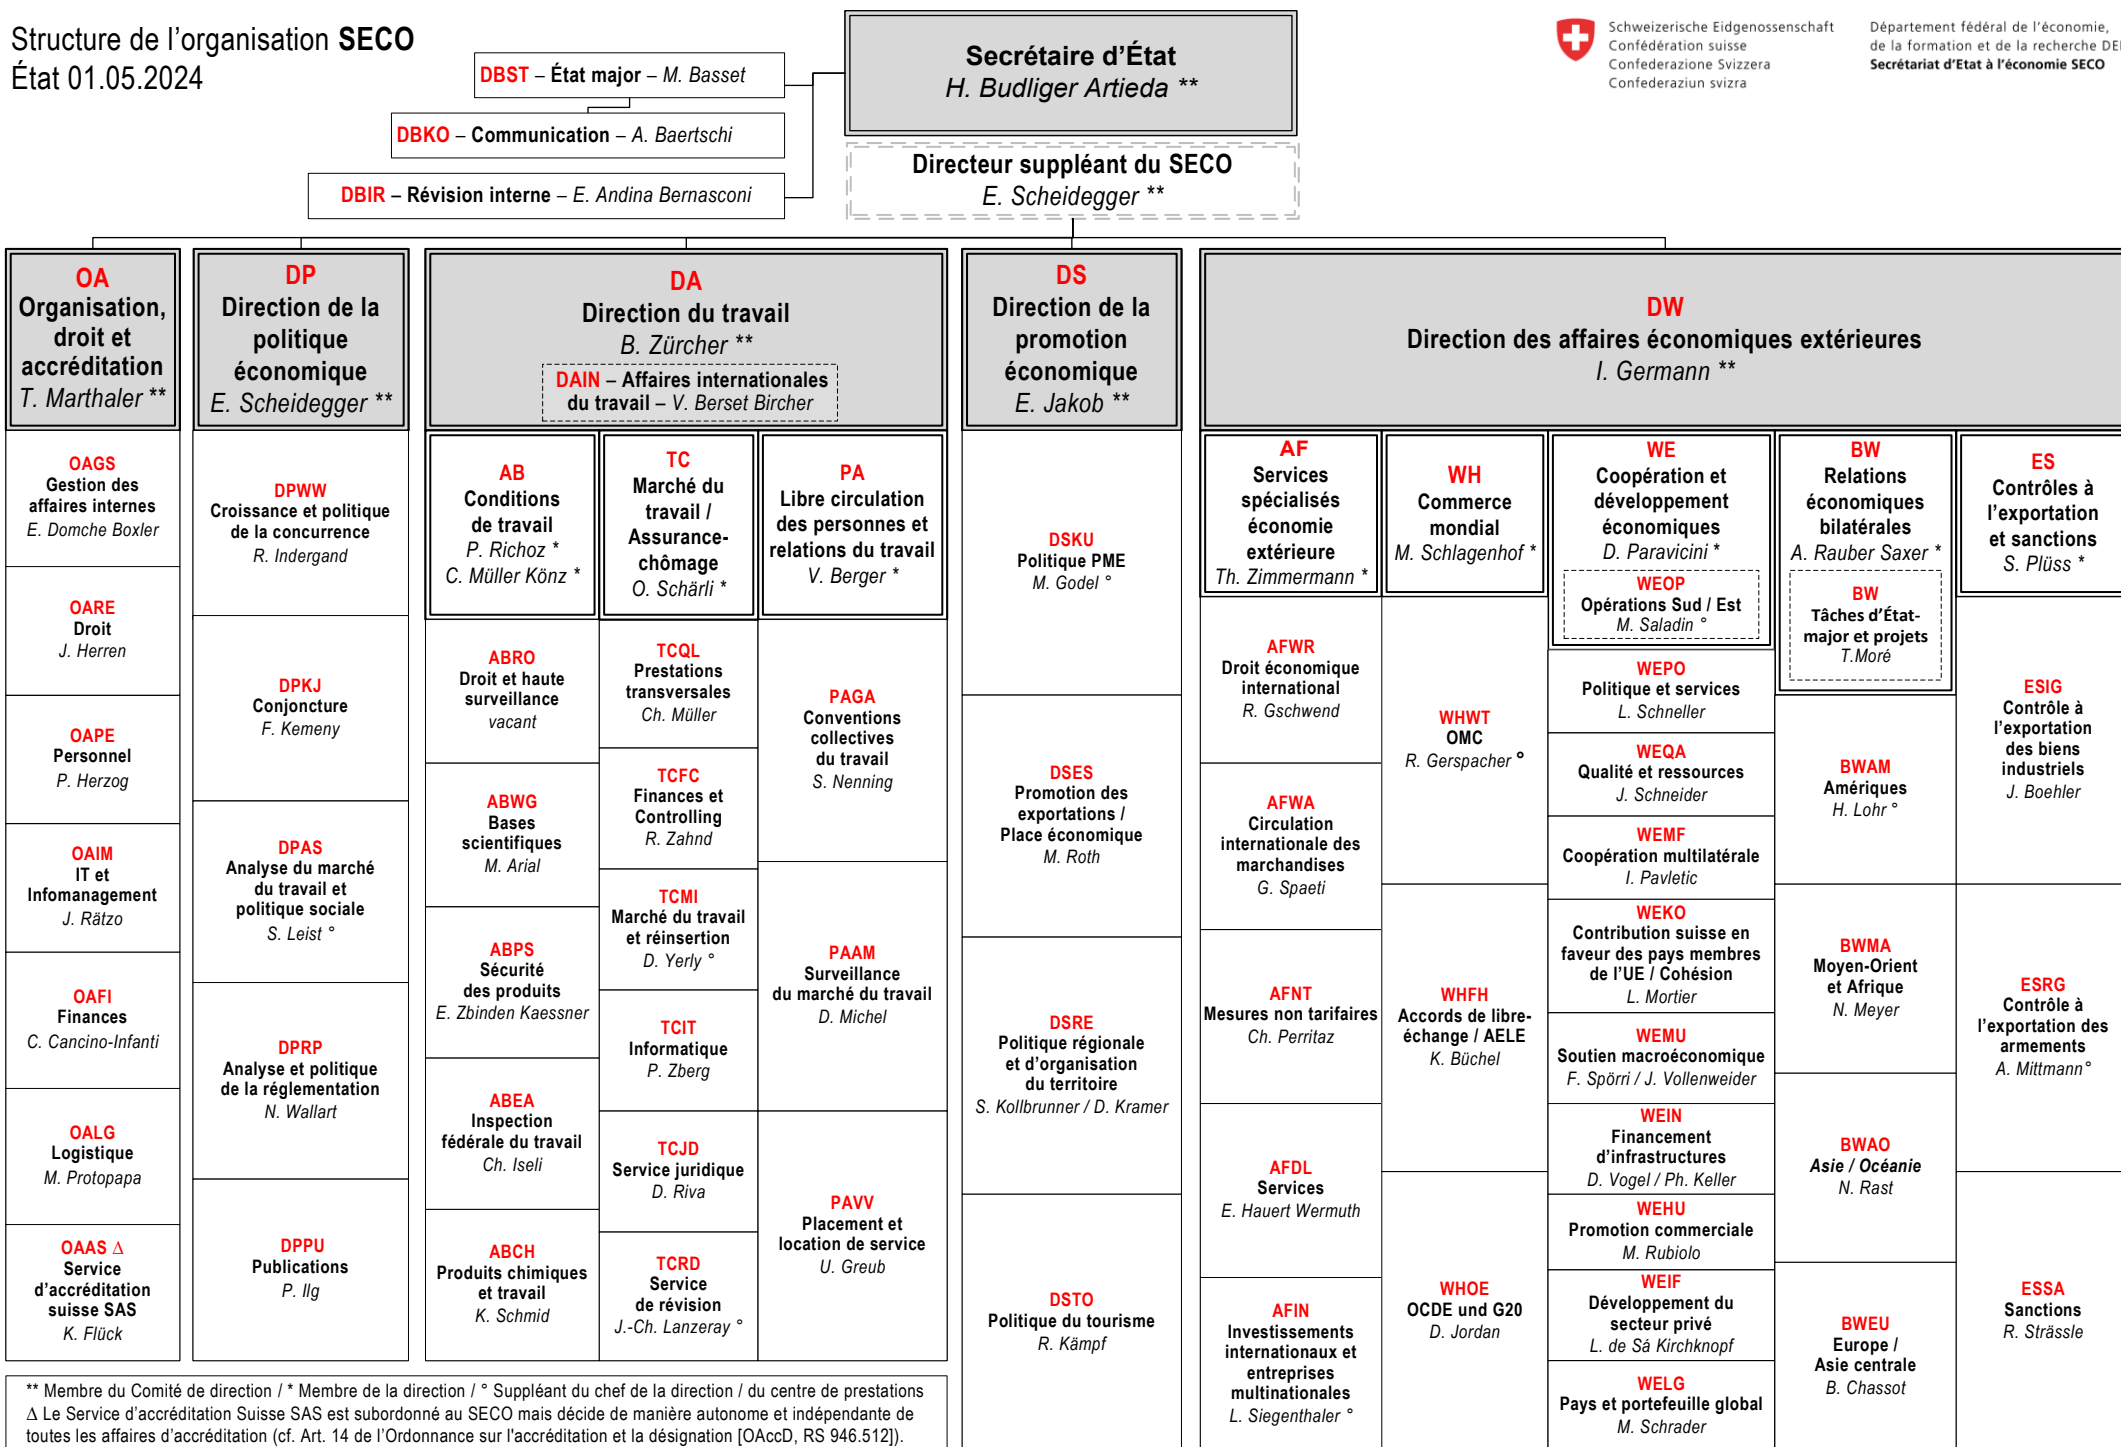 Structure de l'organisation SECO
État 01.05.2024
DBST – État major – M. Basset
DBKO – Communication – A. Baertschi
DBIR – Révision interne – E. Andina Bernasconi
Secrétaire d'État
H. Budliger Artieda **
Directeur suppléant du SECO
E. Scheidegger **
Schweizerische Eidgenossenschaft
Confédération suisse
Confederazione Svizzera
Confederaziun svizra
Département fédéral de l'économie,
de la formation et de la recherche
Secrétariat d'Etat à l'économie SECO
OA
Organisation,
droit et
accréditation
T. Marthaler **
DP
Direction de la
politique
économique
E. Scheidegger **
DA
Direction du travail
B. Zürcher **
DAIN – Affaires internationales
du travail – V. Berset Bircher
DS
Direction de la
promotion
économique
E. Jakob **
DW
Direction des affaires économiques extérieures
I. Germann **
OAGS
Gestion des
affaires internes
E. Domche Boxler
OARE
Droit
J. Herren
OAPE
Personnel
P. Herzog
OAIM
IT et
Infomanagement
J. Rätzo
OAFI
Finances
C. Cancino-Infanti
OALG
Logistique
M. Protopapa
OAAS Δ
Service
d'accréditation
suisse SAS
K. Flück
DPWW
Croissance et politique
de la concurrence
R. Indergand
DPKJ
Conjoncture
F. Kemeny
DPAS
Analyse du marché
du travail et
politique sociale
S. Leist °
DPRP
Analyse et politique
de la réglementation
N. Wallart
DPPU
Publications
P. Ilg
AB
Conditions
de travail
P. Richoz *
C. Müller Könz *
ABRO
Droit et haute
surveillance
vacant
ABWG
Bases
scientifiques
M. Arial
ABPS
Sécurité
des produits
E. Zbinden Kaessner
ABEA
Inspection
fédérale du travail
Ch. Iseli
ABCH
Produits chimiques
et travail
K. Schmid
TC
Marché du
travail /
Assurance-
chômage
O. Schärli *
TCQL
Prestations
transversales
Ch. Müller
TCFC
Finances et
Controlling
R. Zahnd
TCMI
Marché du travail
et réinsertion
D. Yerly °
TCIT
Informatique
P. Zberg
TCJD
Service juridique
D. Riva
TCRD
Service
de révision
J.-Ch. Lanzeray °
PA
Libre circulation
des personnes et
relations du travail
V. Berger *
PAGA
Conventions
collectives
du travail
S. Nenning
PAAM
Surveillance
du marché du travail
D. Michel
PAVV
Placement et
location de service
U. Greub
DSKU
Politique PME
M. Godel °
DSES
Promotion des
exportations /
Place économique
M. Roth
DSRE
Politique régionale
et d'organisation
du territoire
S. Kollbrunner / D. Kramer
DSTO
Politique du tourisme
R. Kämpf
AF
Services
spécialisés
économie
extérieure
Th. Zimmermann *
AFWR
Droit économique
international
R. Gschwend
AFWA
Circulation
internationale des
marchandises
G. Spaeti
AFNT
Mesures non tarifaires
Ch. Perritaz
AFDL
Services
E. Hauert Wermuth
AFIN
Investissements
internationaux et
entreprises
multinationales
L. Siegenthaler °
WH
Commerce
mondial
M. Schlagenhof *
WHWT
OMC
R. Gerspacher °
WHFH
Accords de libre-
échange / AELE
K. Büchel
WHOE
OCDE und G20
D. Jordan
WE
Coopération et
développement
économiques
D. Paravicini *
WEOP
Opérations Sud / Est
M. Saladin °
WEPO
Politique et services
L. Schneller
WEQA
Qualité et ressources
J. Schneider
WEMF
Coopération multilatérale
I. Pavletic
WEKO
Contribution suisse en
faveur des pays membres
de l'UE / Cohésion
L. Mortier
WEMU
Soutien macroéconomique
F. Spörri / J. Vollenweider
WEIN
Financement
d'infrastructures
D. Vogel / Ph. Keller
WEHU
Promotion commerciale
M. Rubiolo
WEIF
Développement du
secteur privé
L. de Sá Kirchknopf
WELG
Pays et portefeuille global
M. Schrader
BW
Relations
économiques
bilatérales
A. Rauber Saxer *
BW
Tâches d'État-
major et projets
T.Moré
BWAM
Amériques
H. Lohr °
BWMA
Moyen-Orient
et Afrique
N. Meyer
BWAO
Asie / Océanie
N. Rast
BWEU
Europe /
Asie centrale
B. Chassot
ES
Contrôles à
l'exportation
et sanctions
S. Plüss *
ESIG
Contrôle à
l'exportation
des biens
industriels
J. Boehler
ESRG
Contrôle à
l'exportation des
armements
A. Mittmann °
ESSA
Sanctions
R. Strässle
** Membre du Comité de direction / * Membre de la direction / ° Suppléant du chef de la direction / du centre de prestations
Δ Le Service d'accréditation Suisse SAS est subordonné au SECO mais décide de manière autonome et indépendante de
toutes les affaires d'accréditation (cf. Art. 14 de l'Ordonnance sur l'accréditation et la désignation [OAccD, RS 946.512]).